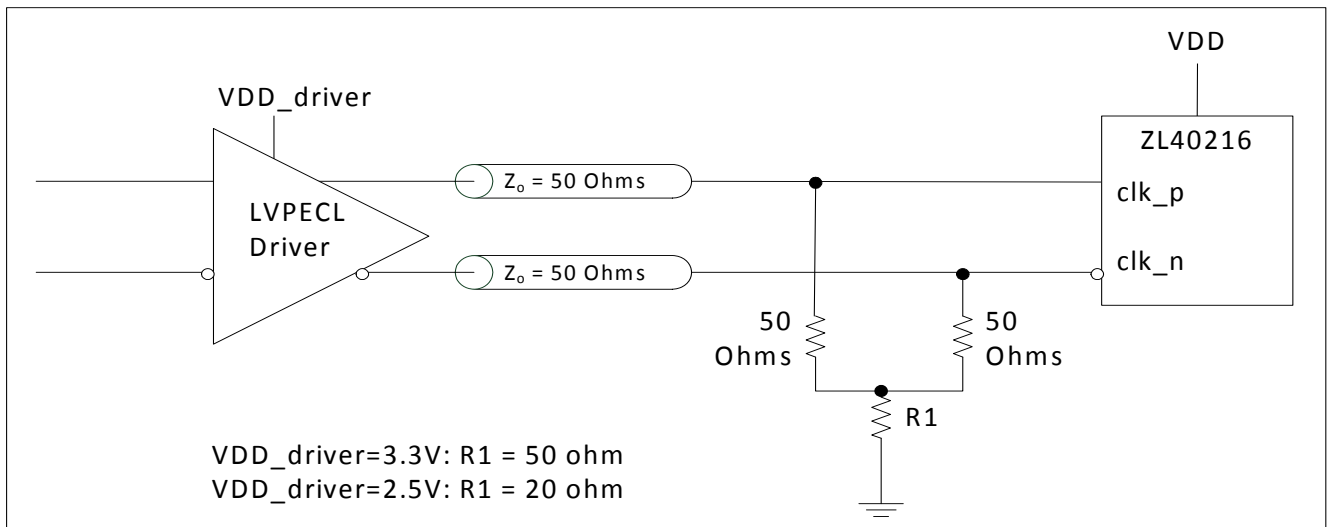 VDD
VDD_driver
ZL40216
Zₒ = 50 Ohms
clk_p
LVPECL
Driver
Zₒ = 50 Ohms
clk_n
50
Ohms
50
Ohms
R1
VDD_driver=3.3V: R1 = 50 ohm
VDD_driver=2.5V: R1 = 20 ohm